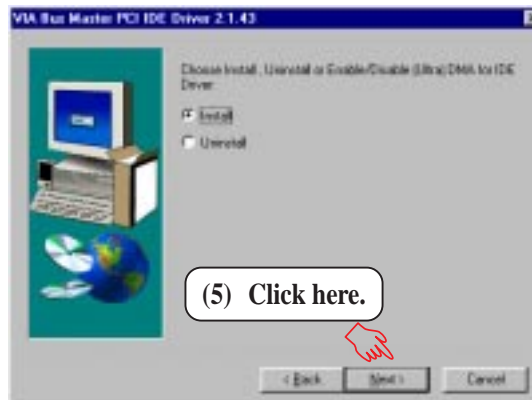 VIA Bus Master PCI IDE Driver 2.1.43
Choose Install, Uninstall or Enable/Disable (Ultra) DMA for IDE
Driver
Install
Uninstall
(5) Click here.
< Back
Next >
Cancel